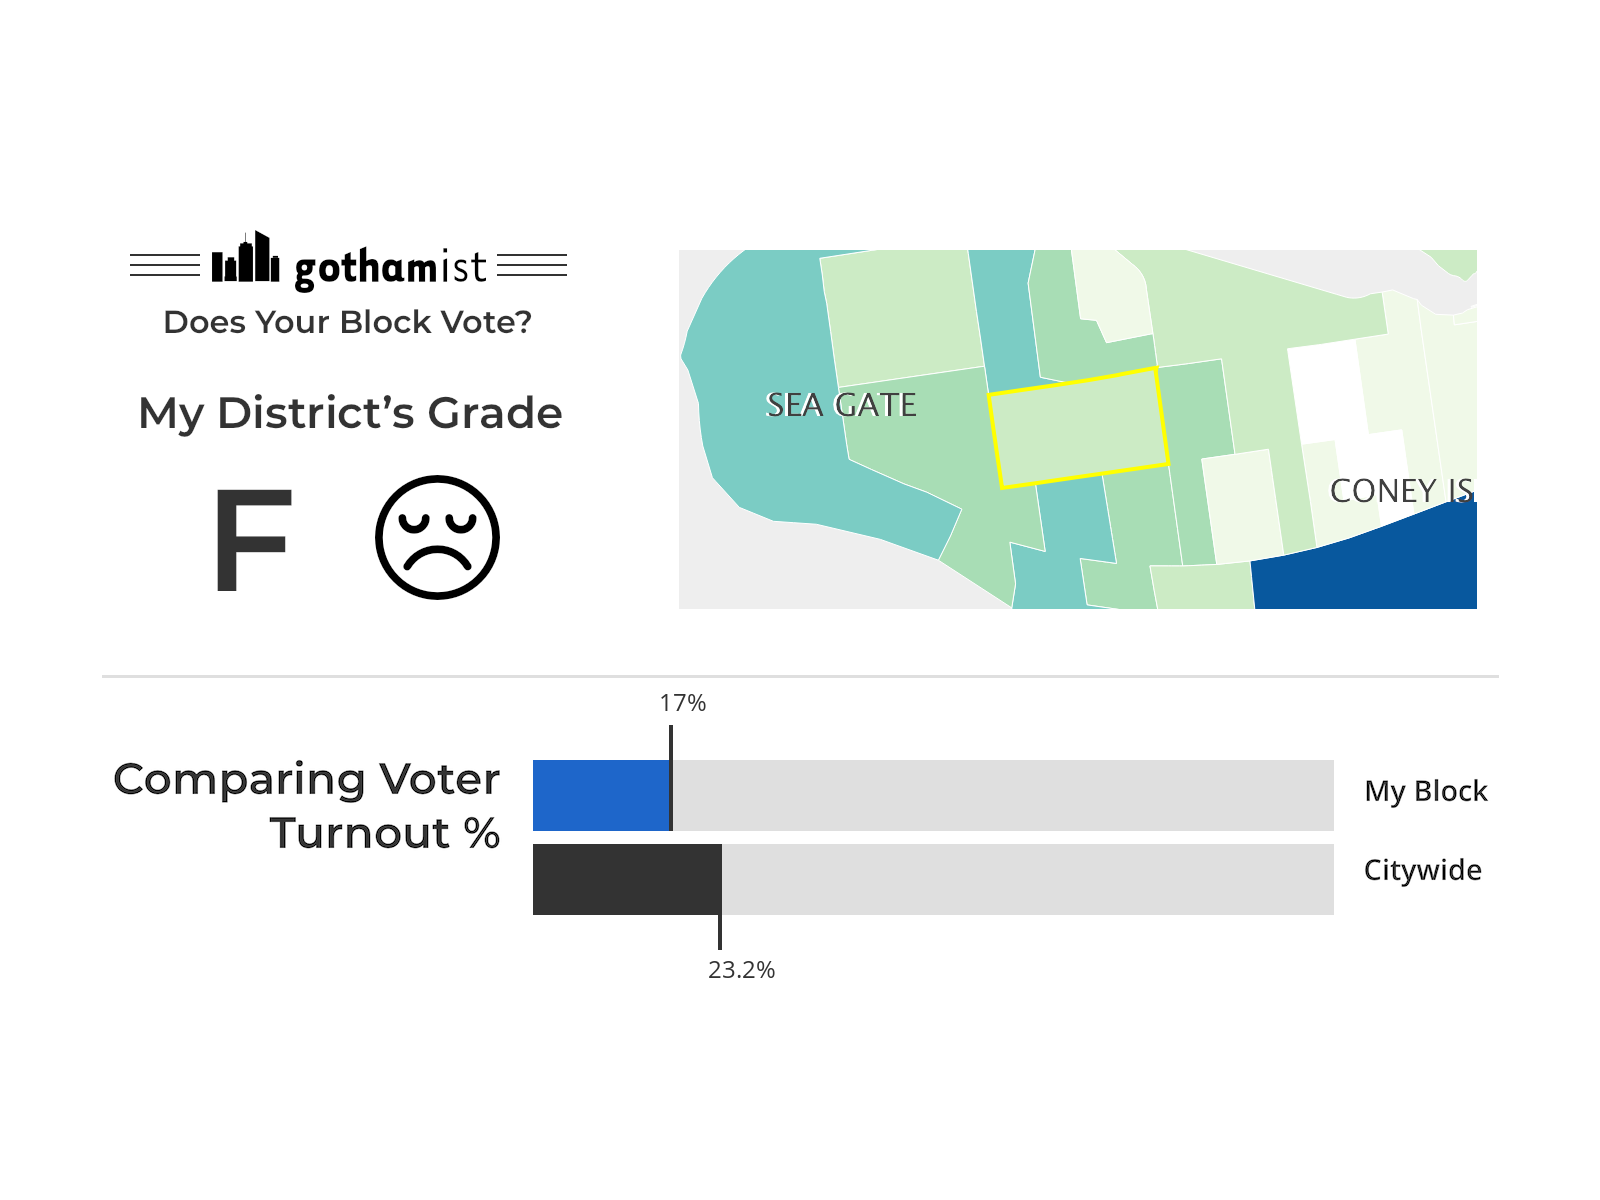 gothamist
Does Your Block Vote?
My District’s Grade
F
SEA GATE
CONEY IS
17%
Comparing Voter
Turnout %
My Block
Citywide
23.2%